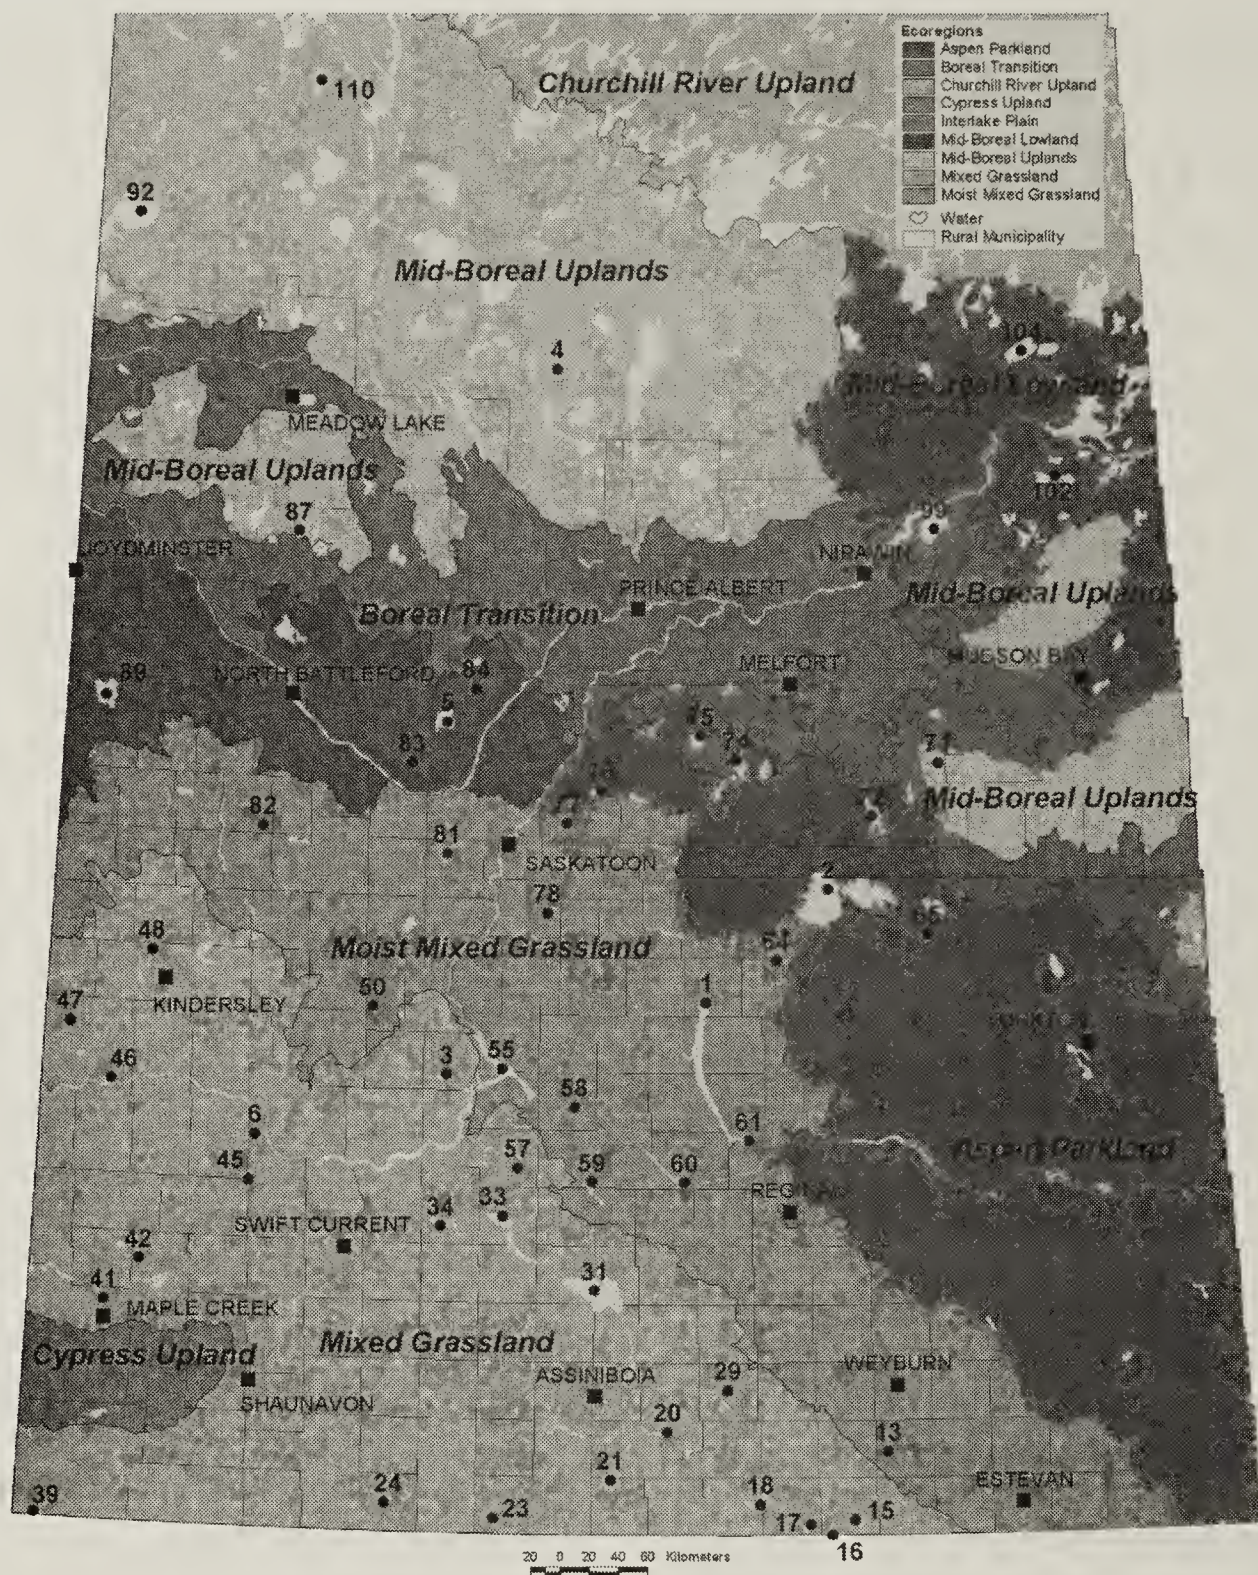 Ecoregions
Aspen Parkland
Boreal Transition
Churchill River Upland
Cypress Upland
Interlake Plain
Mid-Boreal Lowland
Mid-Boreal Uplands
Mixed Grassland
Moist Mixed Grassland
Water
Rural Municipality
110
Churchill River Upland
92
Mid-Boreal Uplands
4
104
Mid-Boreal Lowland
MEADOW LAKE
Mid-Boreal Uplands
102
87
99
NIPAWIN
PRINCE ALBERT
Mid-Boreal Uplands
Boreal Transition
HUDSON BAY
MELFORT
NORTH BATTLEFORD
84
5
83
71
Mid-Boreal Uplands
82
81
SASKATOON
2
78
65
48
Moist Mixed Grassland
64
KINDERSLEY
50
1
47
46
3
55
58
6
61
Aspen Parkland
45
57
59
60
REGINA
34
33
SWIFT CURRENT
42
31
41
MAPLE CREEK
Cypress Upland
Mixed Grassland
WEYBURN
ASSINIBOIA
29
SHAUNAVON
20
13
21
ESTEVAN
39
24
23
18
17
15
16
20 0 20 40 60 Kilometers